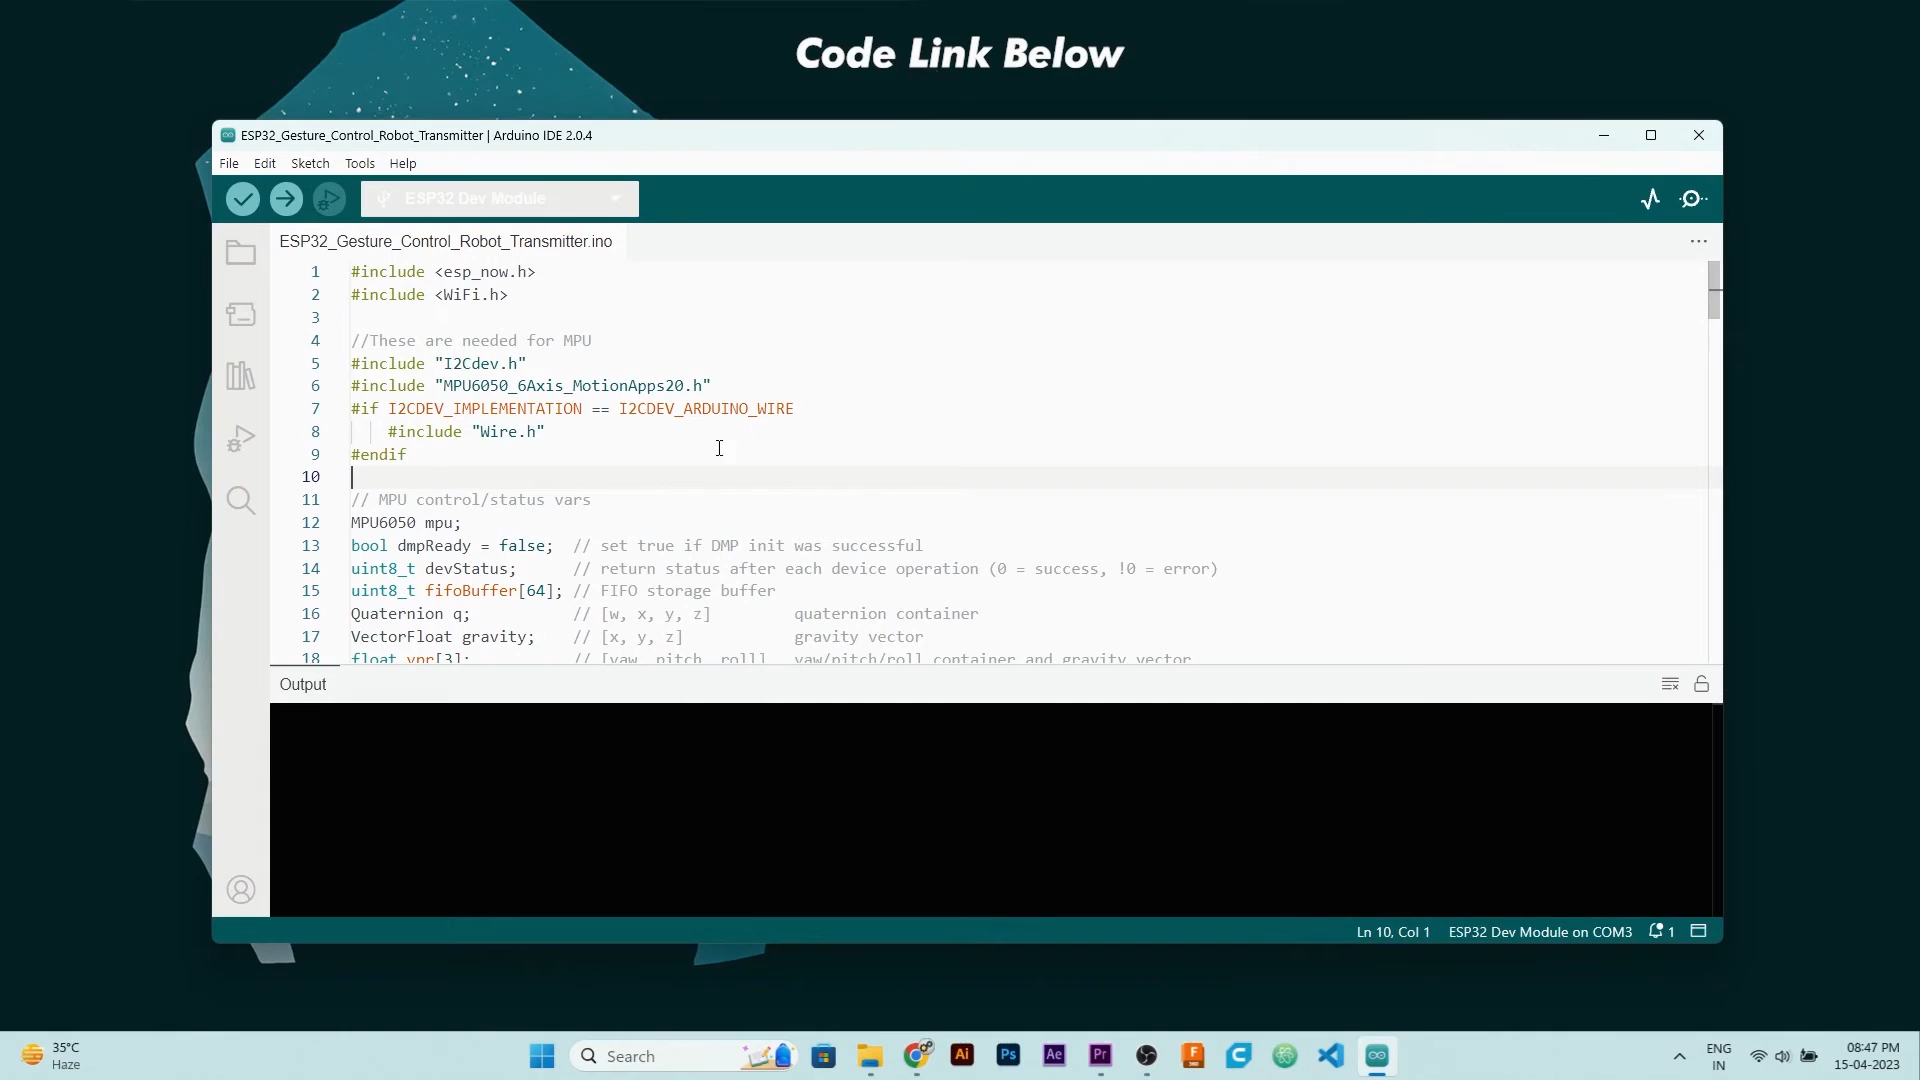 Code Link Below
ESP32_Gesture_Control_Robot_Transmitter | Arduino IDE 2.0.4
File Edit Sketch Tools Help
ESP32 Dev Module
ESP32_Gesture_Control_Robot_Transmitter.ino
1 #include <esp_now.h>
2 #include <WiFi.h>
3
4 //These are needed for MPU
5 #include "I2Cdev.h"
6 #include "MPU6050_6Axis_MotionApps20.h"
7 #if I2CDEV_IMPLEMENTATION == I2CDEV_ARDUINO_WIRE
8 #include "Wire.h"
9 #endif
10
11 // MPU control/status vars
12 MPU6050 mpu;
13 bool dmpReady = false; // set true if DMP init was successful
14 uint8_t devStatus; // return status after each device operation (0 = success, !0 = error)
15 uint8_t fifoBuffer[64]; // FIFO storage buffer
16 Quaternion q; // [w, x, y, z] quaternion container
17 VectorFloat gravity; // [x, y, z] gravity vector
18 float ypr[3]; // [yaw, pitch, roll] yaw/pitch/roll container and gravity vector
Output
Ln 10, Col 1 ESP32 Dev Module on COM3 1
35°C
Haze
Search
Ai Ps Ae Pr F
ENG
IN
08:47 PM
15-04-2023